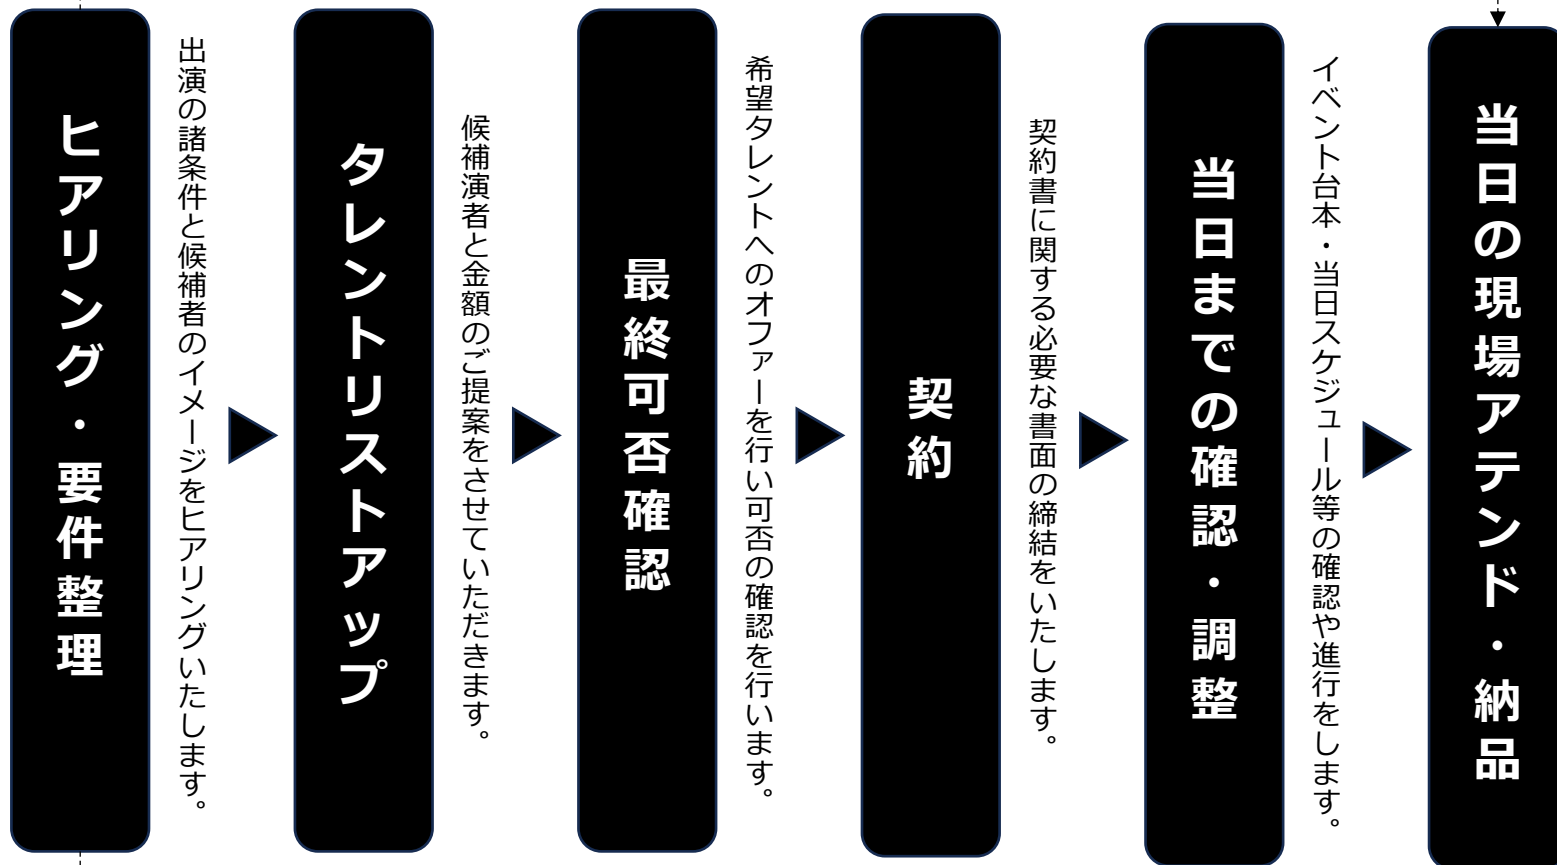 ヒアリング・要件整理
出演の諸条件と候補者のイメージをヒアリングいたします。
タレントリストアップ
候補演者と金額のご提案をさせていただきます。
最終可否確認
希望タレントへのオファーを行い可否の確認を行います。
契約
契約書に関する必要な書面の締結をいたします。
当日までの確認・調整
イベント台本・当日スケジュール等の確認や進行をします。
当日の現場アテンド・納品